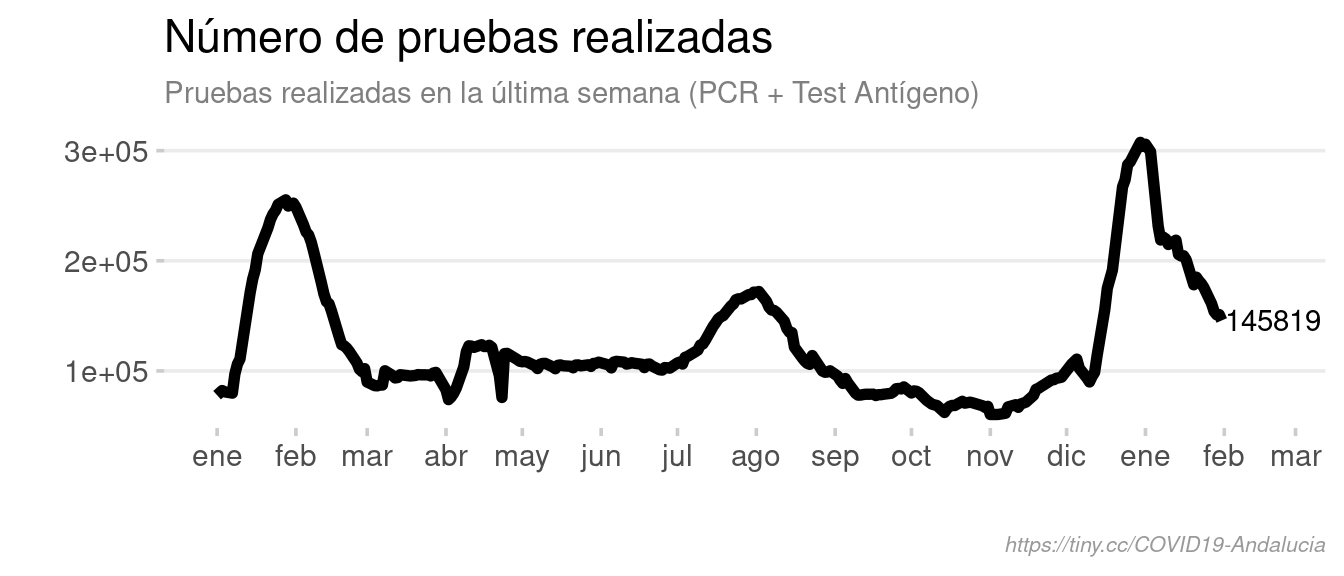 Número de pruebas realizadas
Pruebas realizadas en la última semana (PCR + Test Antígeno)
3e+05
2e+05
1e+05
145819
ene feb mar abr may jun jul ago sep oct nov dic ene feb mar
https://tiny.cc/COVID19-Andalucia